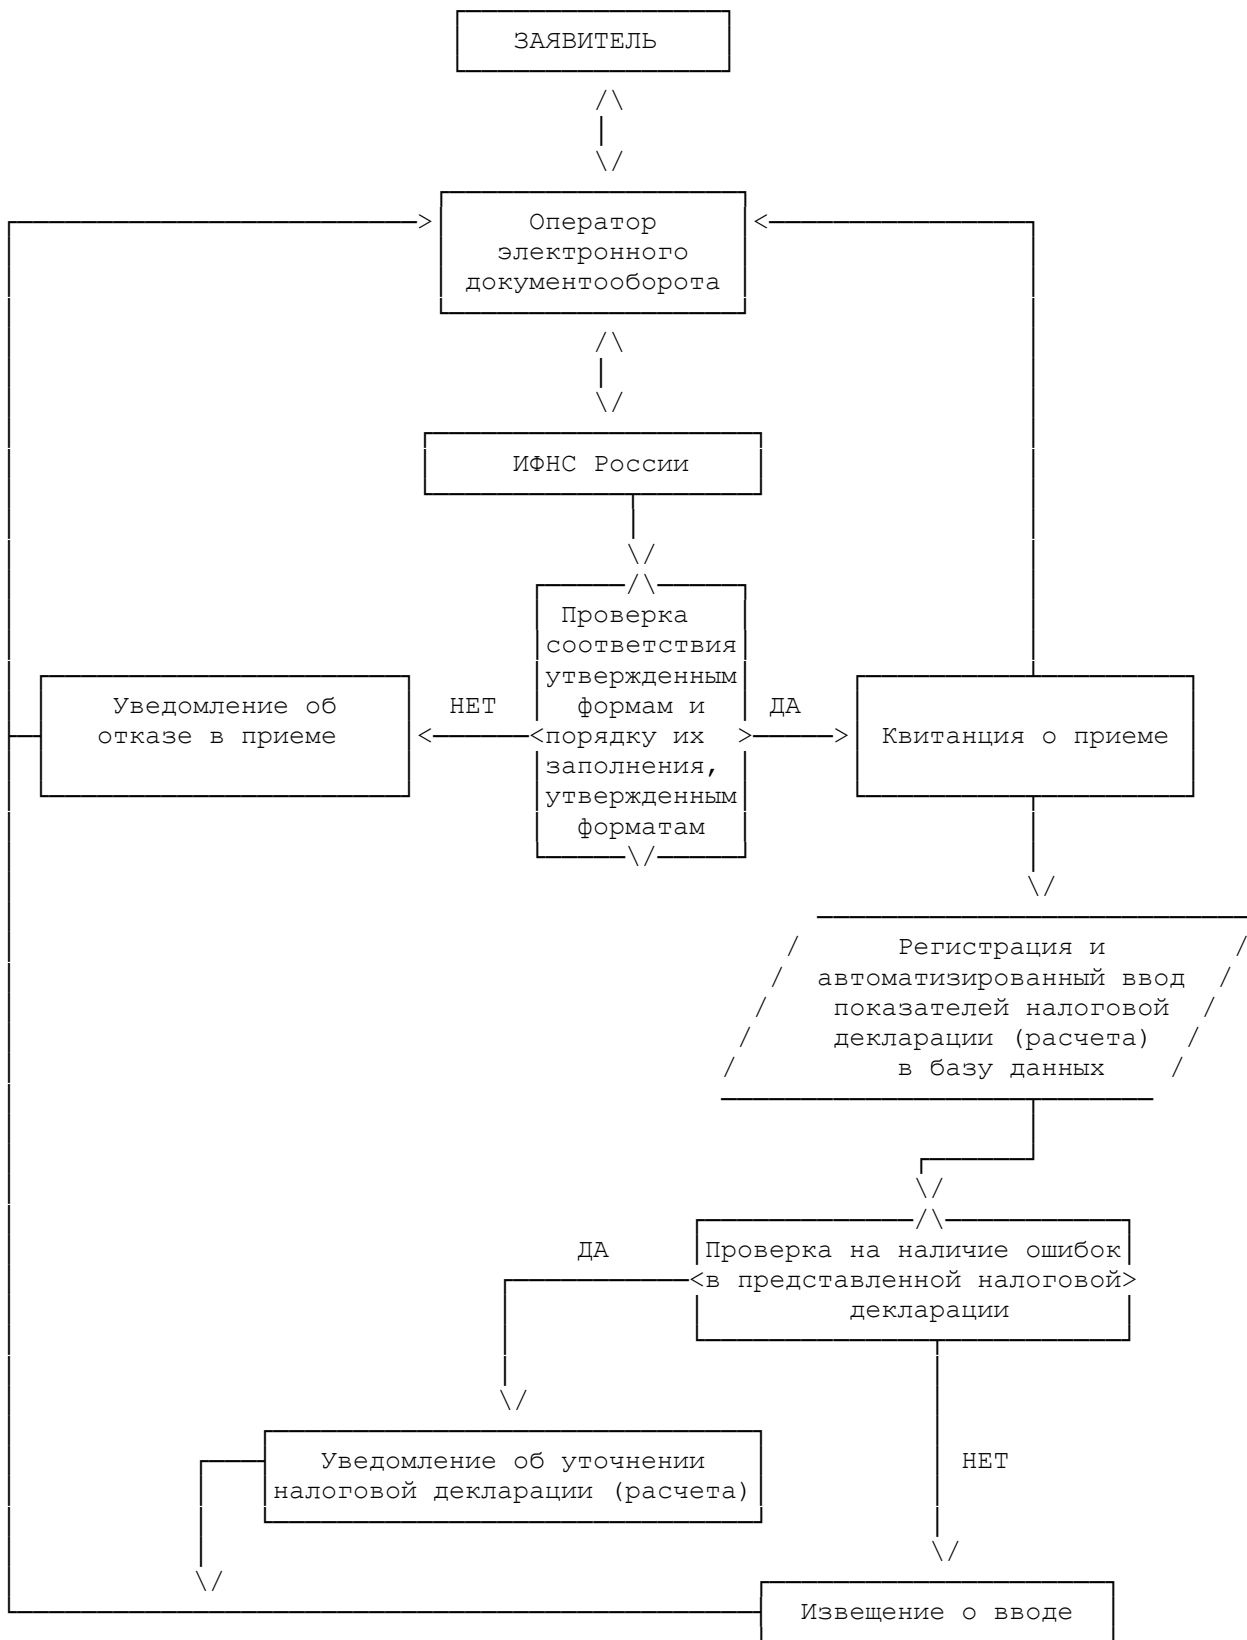 ЗАЯВИТЕЛЬ
Оператор
электронного
документооборота
ИФНС России
Проверка
соответствия
утвержденным
формам и
порядку их
заполнения,
утвержденным
форматам
НЕТ
ДА
Уведомление об
отказе в приеме
Квитанция о приеме
Регистрация и
автоматизированный ввод
показателей налоговой
декларации (расчета)
в базу данных
Проверка на наличие ошибок
в представленной налоговой
декларации
ДА
НЕТ
Уведомление об уточнении
налоговой декларации (расчета)
Извещение о вводе